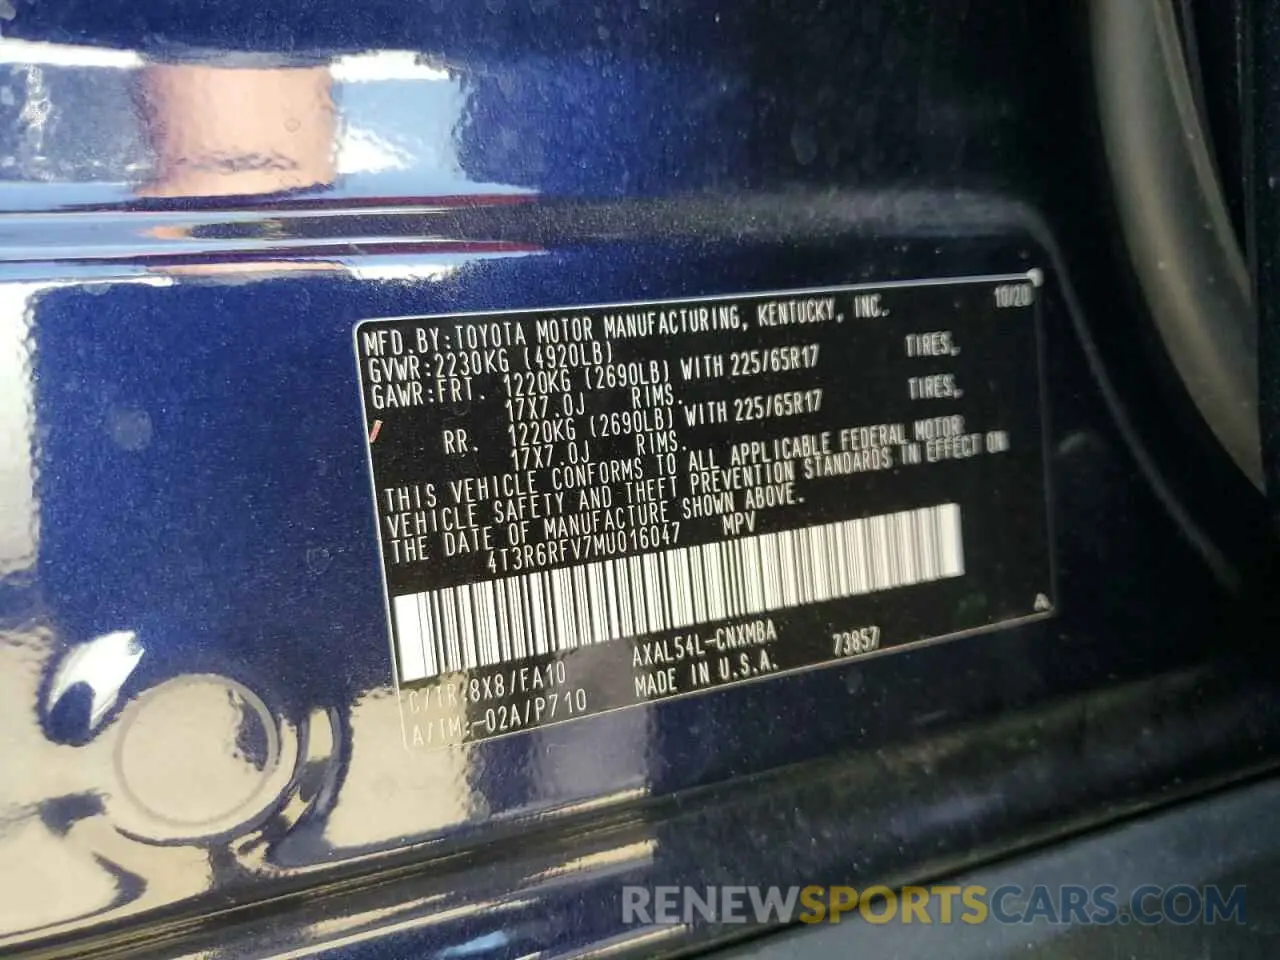 MFD. BY: TOYOTA MOTOR MANUFACTURING, KENTUCKY, INC. 10/20
GVWR: 2230KG (4920LB)
GAWR: FRT. 1220KG (2690LB) WITH 225/65R17 TIRES,
17X7.0J RIMS.
RR. 1220KG (2690LB) WITH 225/65R17 TIRES,
17X7.0J RIMS.
THIS VEHICLE CONFORMS TO ALL APPLICABLE FEDERAL MOTOR
VEHICLE SAFETY AND THEFT PREVENTION STANDARDS IN EFFECT ON
THE DATE OF MANUFACTURE SHOWN ABOVE.
4T3R6RFV7MU016047 MPV
C/TR:8X8/FA10 AXAL54L-CNXMBA 73857 A
A/TM:-02A/P710 MADE IN U.S.A.
RENEWSPORTSCARS.COM